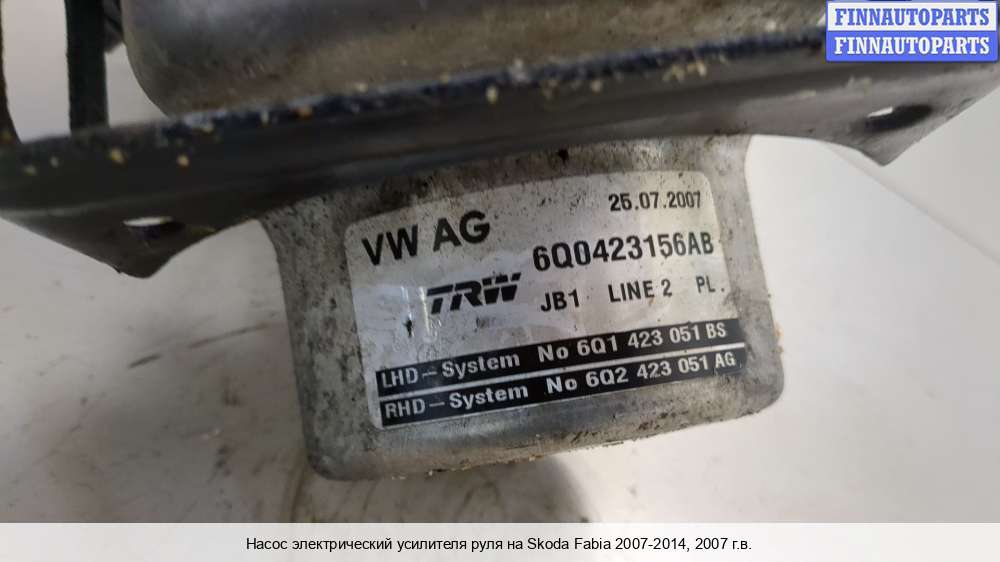 FINNAUTOPARTS
FINNAUTOPARTS
25.07.2007
VW AG
6Q0423156AB
TRW
JB1 LINE 2 PL.
LHD-System No 6Q1 423 051 BS
RHD-System No 6Q2 423 051 AG
Насос электрический усилителя руля на Skoda Fabia 2007-2014, 2007 г.в.